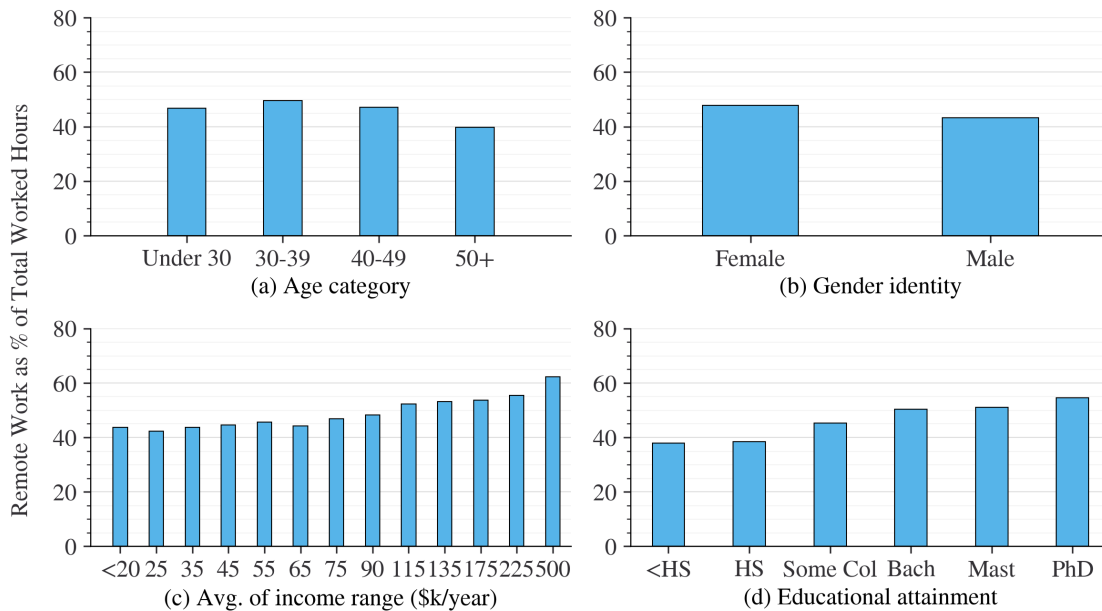 Remote Work as % of Total Worked Hours
80
60
40
20
0
Under 30 30-39 40-49 50+
(a) Age category
80
60
40
20
0
Female Male
(b) Gender identity
80
60
40
20
0
<20 25 35 45 55 65 75 90 115 135 175 225 500
(c) Avg. of income range ($k/year)
80
60
40
20
0
<HS HS Some Col Bach Mast PhD
(d) Educational attainment